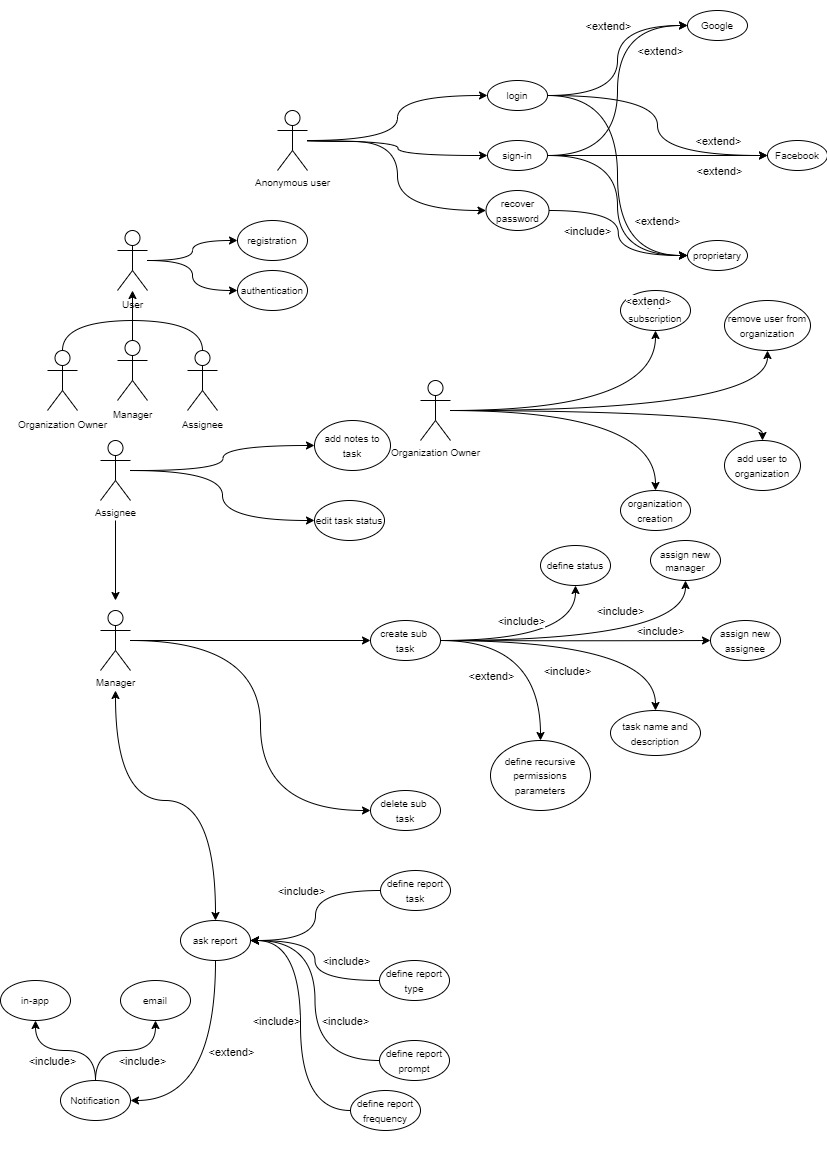 <extend>
Google
<extend>
login
<extend>
Facebook
sign-in
<extend>
Anonymous user
recover
password
<extend>
<include>
proprietary
registration
authentication
User
<extend>
subscription
remove user from
organization
Organization Owner
Manager
Assignee
add notes to
task
Organization Owner
add user to
organization
Assignee
edit task status
organization
creation
define status
assign new
manager
<include>
<include>
<include>
create sub
task
assign new
assignee
Manager
<extend>
<include>
task name and
description
define recursive
permissions
parameters
delete sub
task
<include>
define report
task
ask report
<include>
define report
type
in-app
email
<include>
<include>
<include>
<include>
<extend>
define report
prompt
Notification
define report
frequency